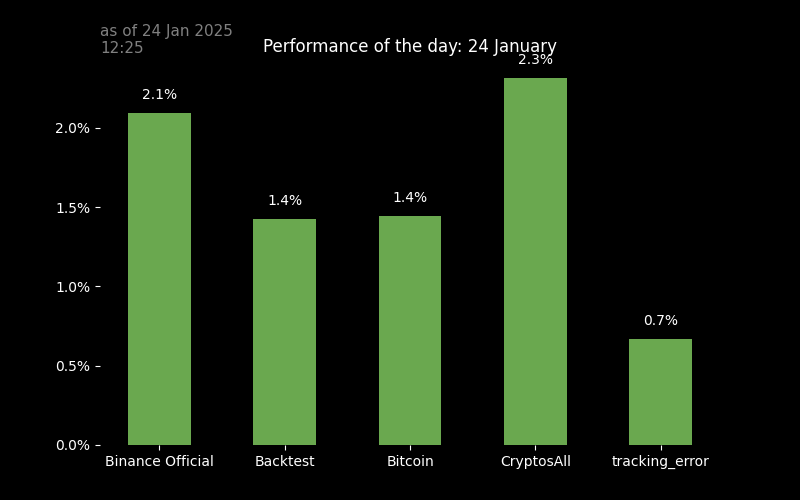 as of 24 Jan 2025
12:25
Performance of the day: 24 January
2.3%
2.1%
2.0%
1.4%
1.4%
1.5%
1.0%
0.7%
0.5%
0.0%
Binance Official
Backtest
Bitcoin
CryptosAll
tracking_error